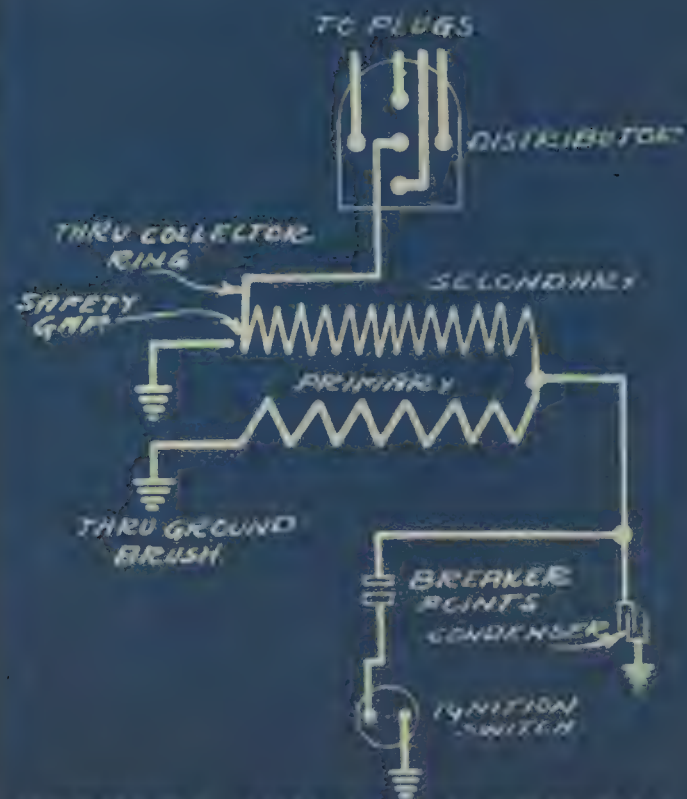 TO PLUGS
DISTRIBUTOR
THRU COLLECTOR
RING
SECONDARY
SAFETY
GAP
PRIMARY
THRU GROUND
BRUSH
BREAKER
POINTS
CONDENSER
IGNITION
SWITCH